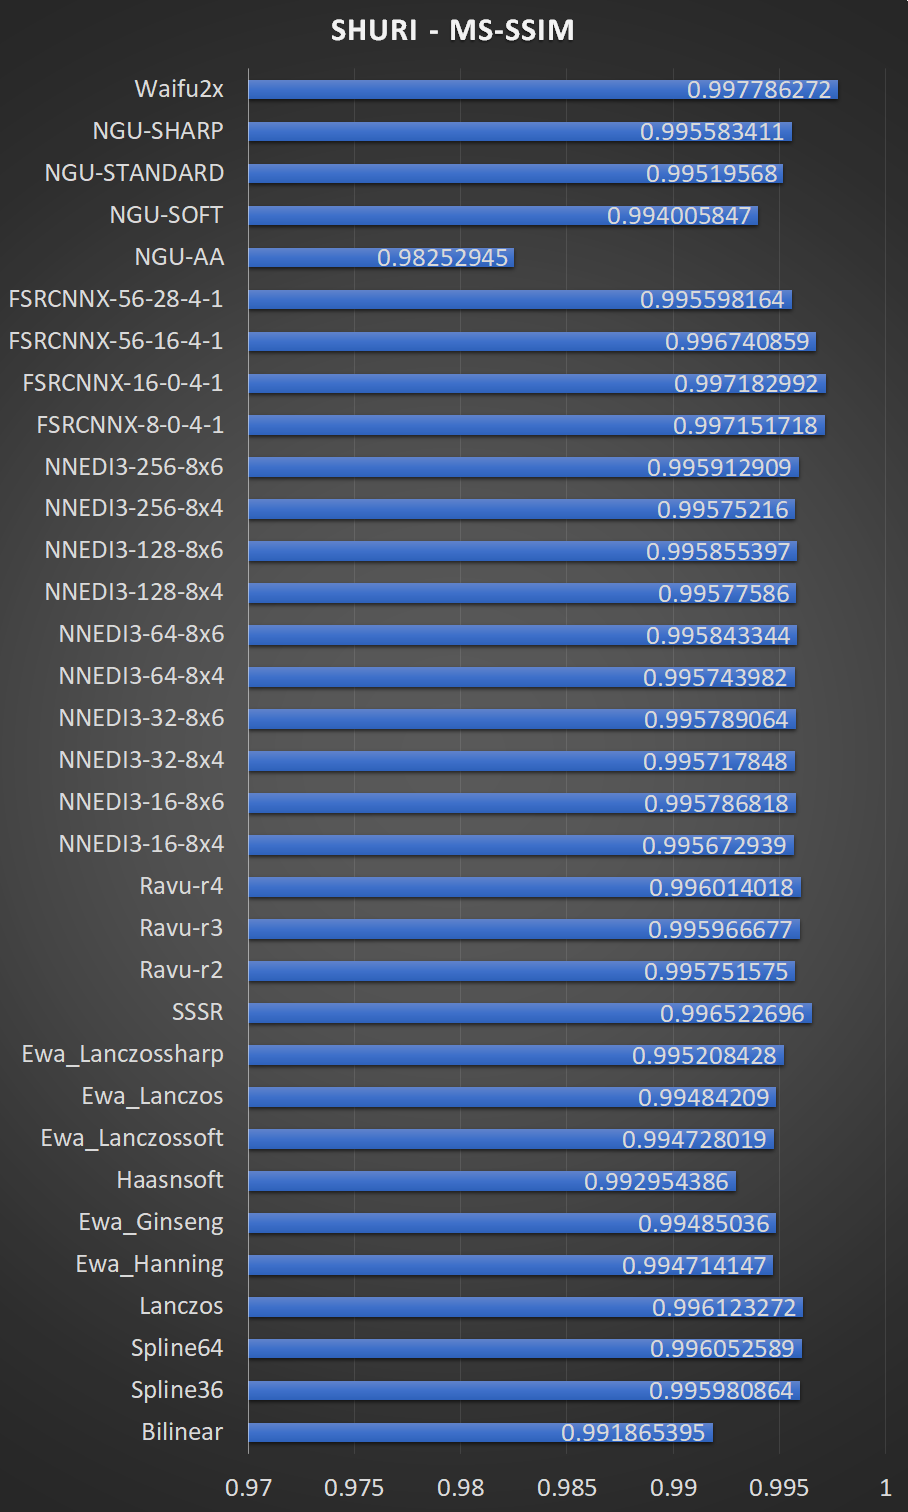 SHURI - MS-SSIM
Waifu2x 0.997786272
NGU-SHARP 0.995583411
NGU-STANDARD 0.99519568
NGU-SOFT 0.994005847
NGU-AA 0.98252945
FSRCNNX-56-28-4-1 0.995598164
FSRCNNX-56-16-4-1 0.996740859
FSRCNNX-16-0-4-1 0.997182992
FSRCNNX-8-0-4-1 0.997151718
NNEDI3-256-8x6 0.995912909
NNEDI3-256-8x4 0.99575216
NNEDI3-128-8x6 0.995855397
NNEDI3-128-8x4 0.99577586
NNEDI3-64-8x6 0.995843344
NNEDI3-64-8x4 0.995743982
NNEDI3-32-8x6 0.995789064
NNEDI3-32-8x4 0.995717848
NNEDI3-16-8x6 0.995786818
NNEDI3-16-8x4 0.995672939
Ravu-r4 0.996014018
Ravu-r3 0.995966677
Ravu-r2 0.995751575
SSSR 0.996522696
Ewa_Lanczossharp 0.995208428
Ewa_Lanczos 0.99484209
Ewa_Lanczossoft 0.994728019
Haasnsoft 0.992954386
Ewa_Ginseng 0.99485036
Ewa_Hanning 0.994714147
Lanczos 0.996123272
Spline64 0.996052589
Spline36 0.995980864
Bilinear 0.991865395
0.97 0.975 0.98 0.985 0.99 0.995 1